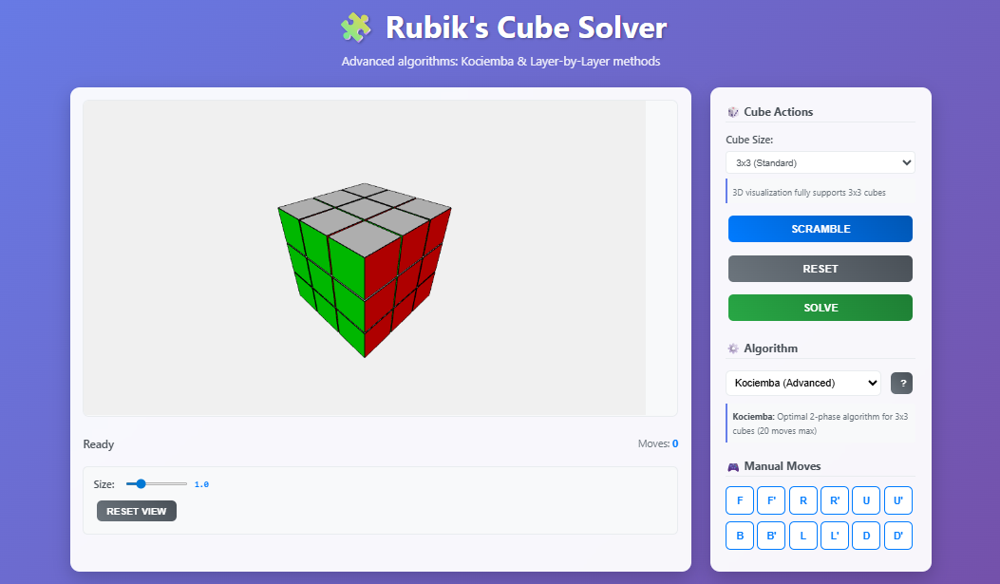 Rubik's Cube Solver
Advanced algorithms: Kociemba & Layer-by-Layer methods
Ready
Moves: 0
Size: 1.0
RESET VIEW
Cube Actions
Cube Size:
3x3 (Standard)
3D visualization fully supports 3x3 cubes
SCRAMBLE
RESET
SOLVE
Algorithm
Kociemba (Advanced) ?
Kociemba: Optimal 2-phase algorithm for 3x3
cubes (20 moves max)
Manual Moves
F F' R R' U U'
B B' L L' D D'